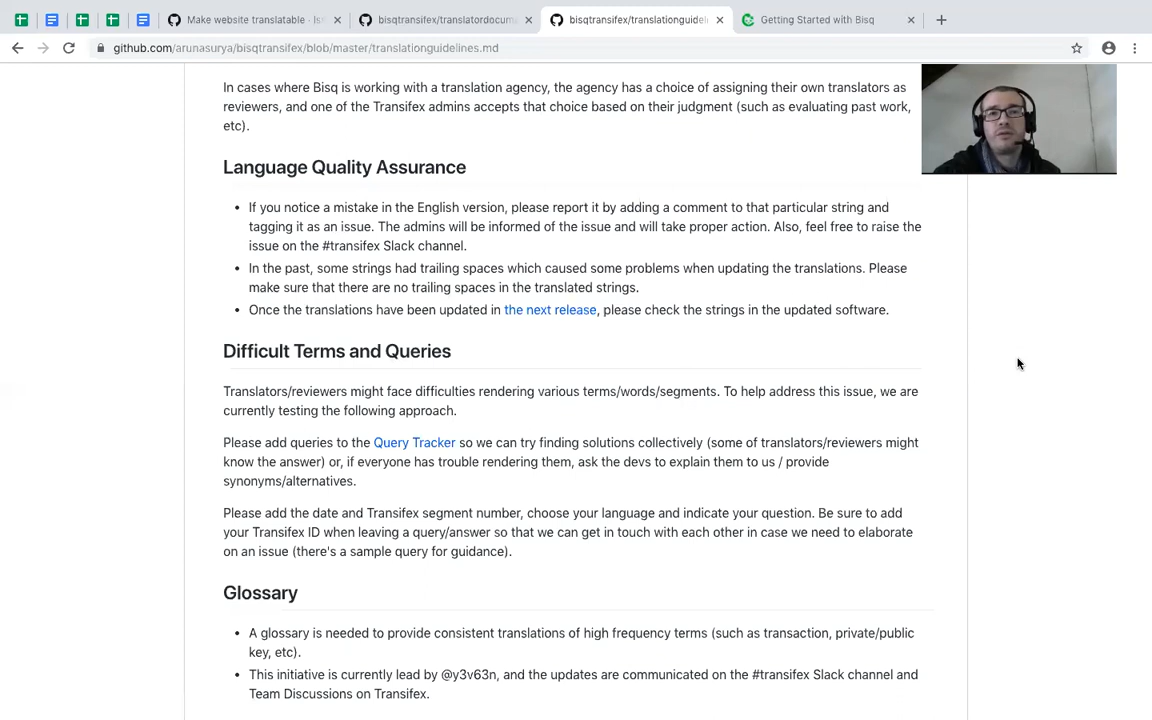 Make website translatable · Iss
bisqtransifex/translatordocum
bisqtransifex/translationguidel
Getting Started with Bisq
github.com/arunasurya/bisqtransifex/blob/master/translationguidelines.md
In cases where Bisq is working with a translation agency, the agency has a choice of assigning their own translators as
reviewers, and one of the Transifex admins accepts that choice based on their judgment (such as evaluating past work,
etc).
Language Quality Assurance
• If you notice a mistake in the English version, please report it by adding a comment to that particular string and
tagging it as an issue. The admins will be informed of the issue and will take proper action. Also, feel free to raise the
issue on the #transifex Slack channel.
• In the past, some strings had trailing spaces which caused some problems when updating the translations. Please
make sure that there are no trailing spaces in the translated strings.
• Once the translations have been updated in the next release, please check the strings in the updated software.
Difficult Terms and Queries
Translators/reviewers might face difficulties rendering various terms/words/segments. To help address this issue, we are
currently testing the following approach.
Please add queries to the Query Tracker so we can try finding solutions collectively (some of translators/reviewers might
know the answer) or, if everyone has trouble rendering them, ask the devs to explain them to us / provide
synonyms/alternatives.
Please add the date and Transifex segment number, choose your language and indicate your question. Be sure to add
your Transifex ID when leaving a query/answer so that we can get in touch with each other in case we need to elaborate
on an issue (there's a sample query for guidance).
Glossary
• A glossary is needed to provide consistent translations of high frequency terms (such as transaction, private/public
key, etc).
• This initiative is currently lead by @y3v63n, and the updates are communicated on the #transifex Slack channel and
Team Discussions on Transifex.